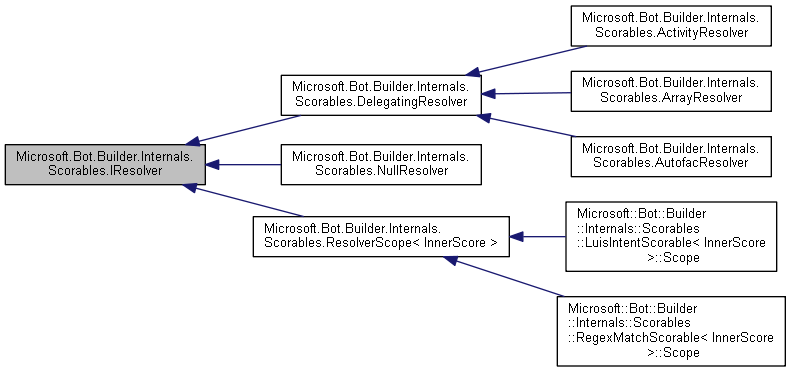 Microsoft.Bot.Builder.Internals.
Scorables.ActivityResolver
Microsoft.Bot.Builder.Internals.
Scorables.DelegatingResolver
Microsoft.Bot.Builder.Internals.
Scorables.ArrayResolver
Microsoft.Bot.Builder.Internals.
Scorables.AutofacResolver
Microsoft.Bot.Builder.Internals.
Scorables.IResolver
Microsoft.Bot.Builder.Internals.
Scorables.NullResolver
Microsoft.Bot.Builder.Internals.
Scorables.ResolverScope< InnerScore >
Microsoft::Bot::Builder
::Internals::Scorables
::LuisIntentScorable< InnerScore
>::Scope
Microsoft::Bot::Builder
::Internals::Scorables
::RegexMatchScorable< InnerScore
>::Scope